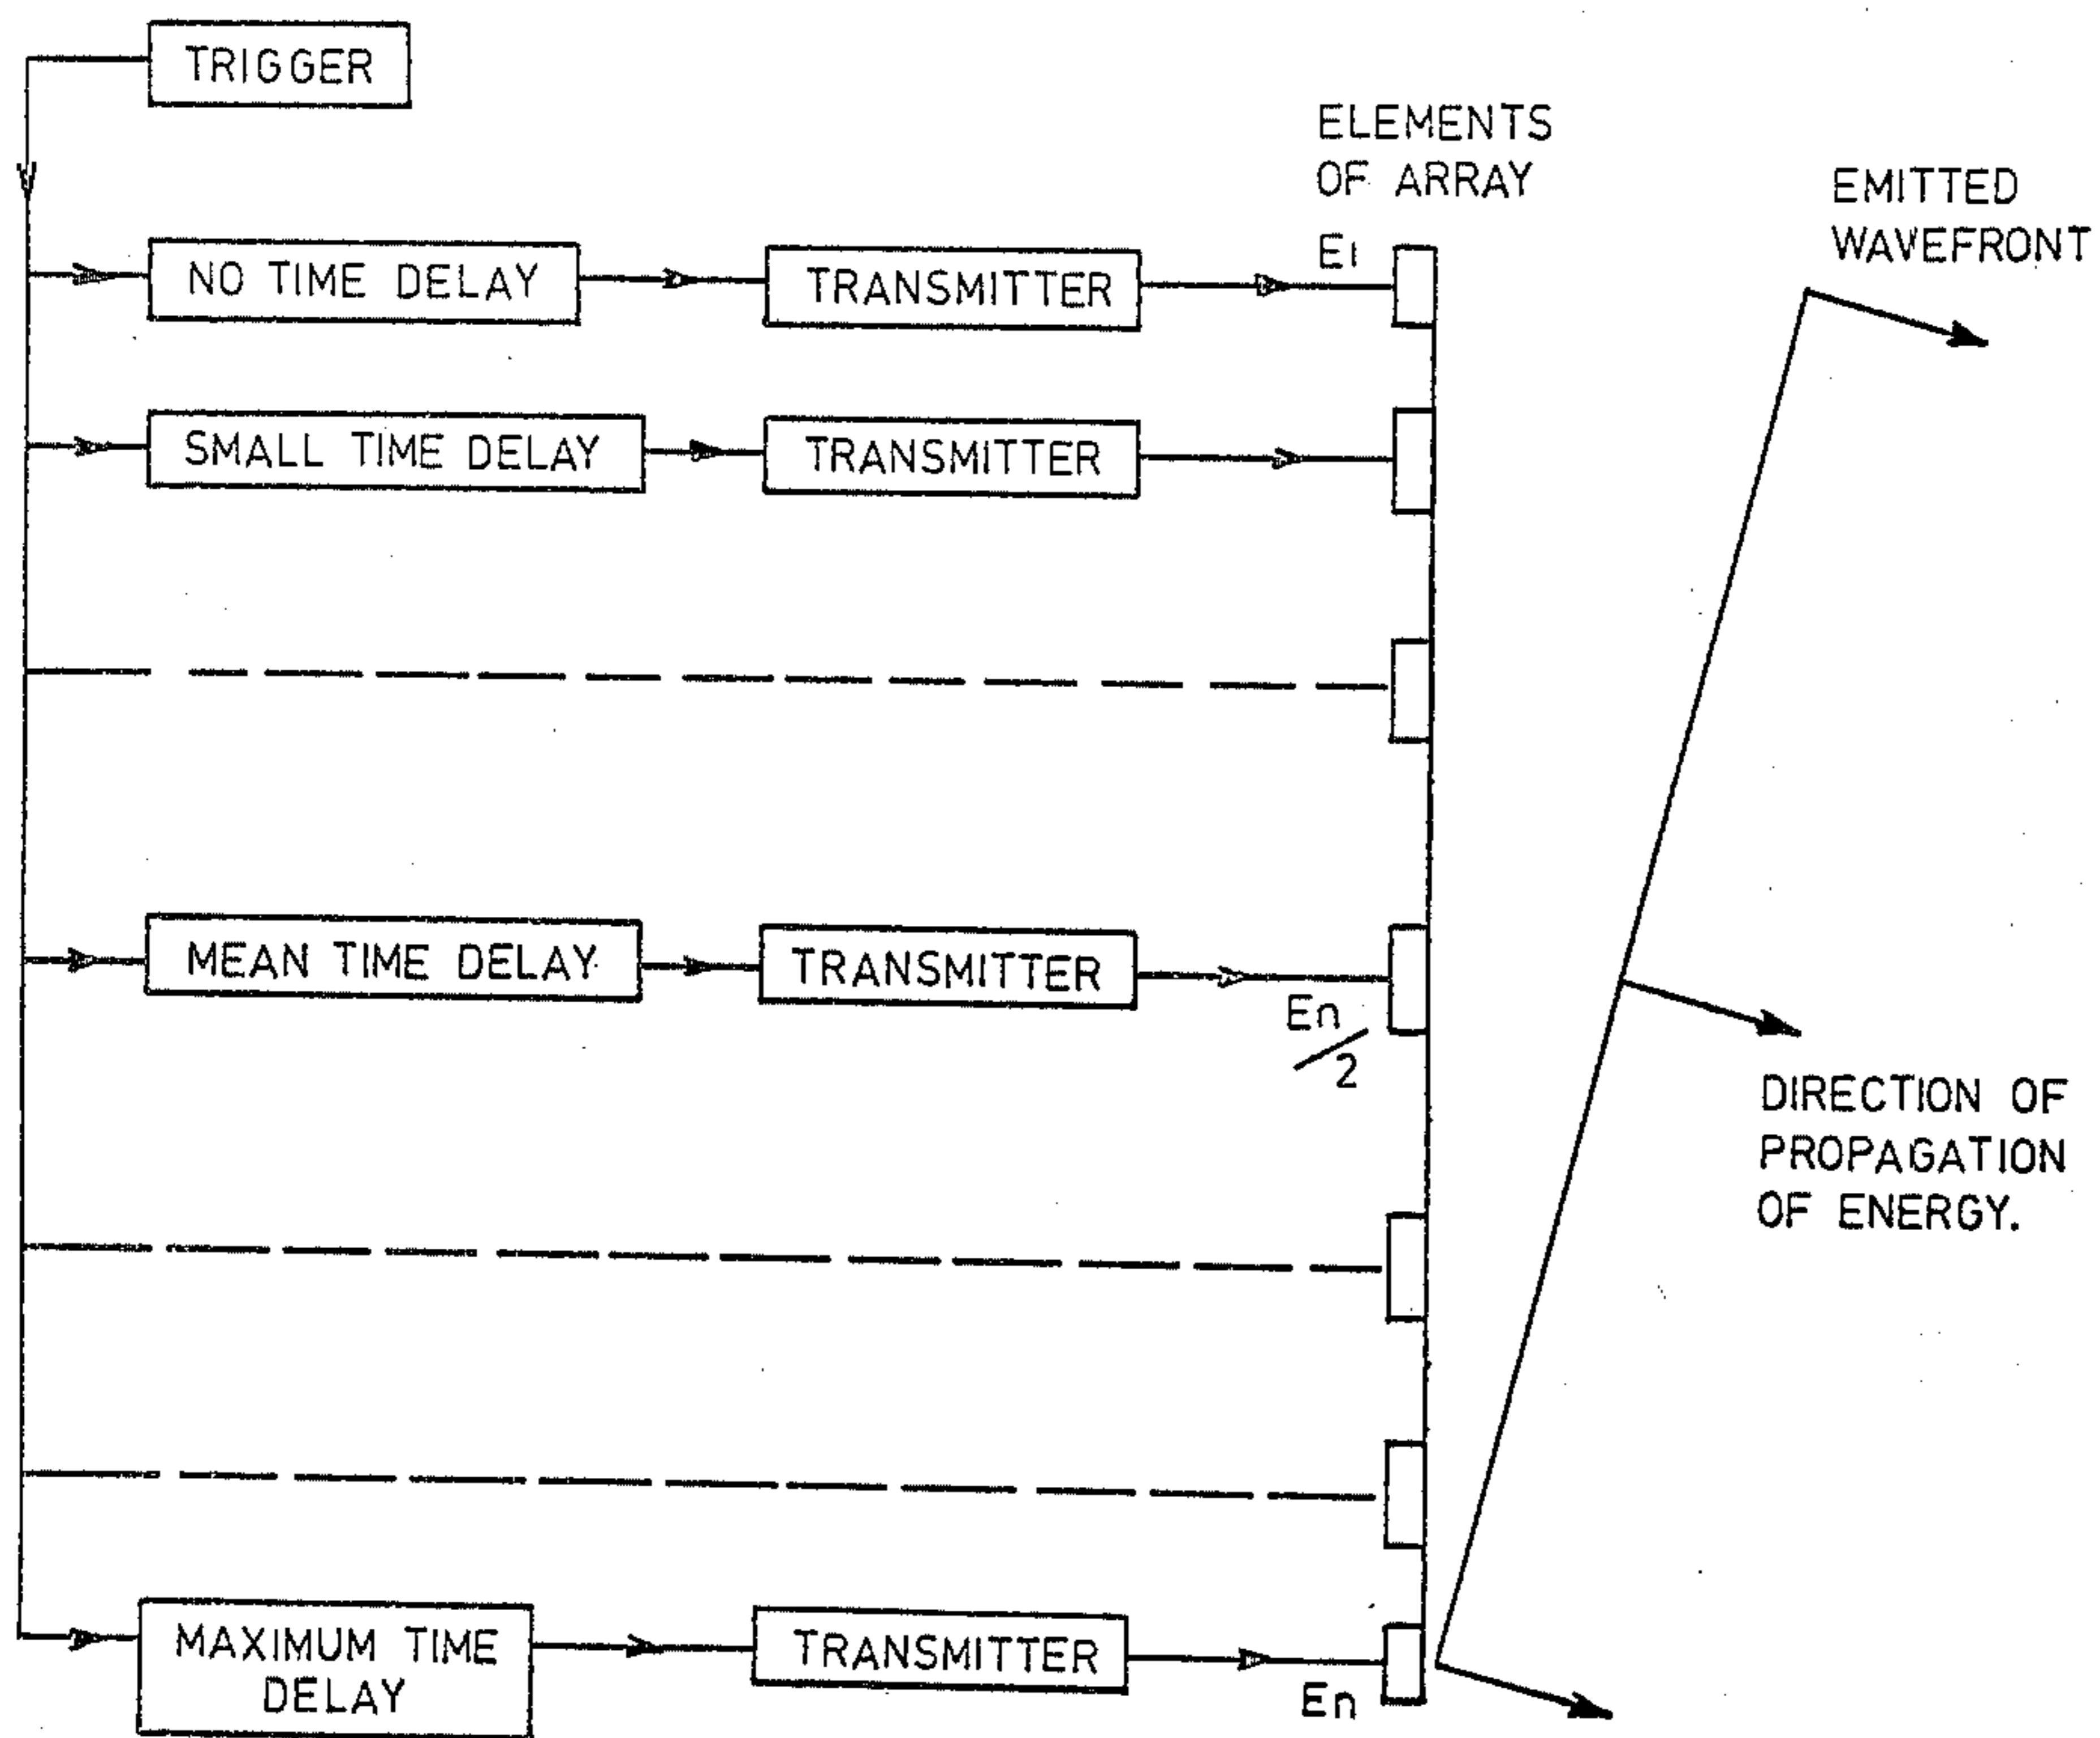 TRIGGER
ELEMENTS
OF ARRAY
EMITTED
WAVEFRONT
E1
NO TIME DELAY
TRANSMITTER
SMALL TIME DELAY
TRANSMITTER
MEAN TIME DELAY
TRANSMITTER
En
/2
DIRECTION OF
PROPAGATION
OF ENERGY.
MAXIMUM TIME
DELAY
TRANSMITTER
En